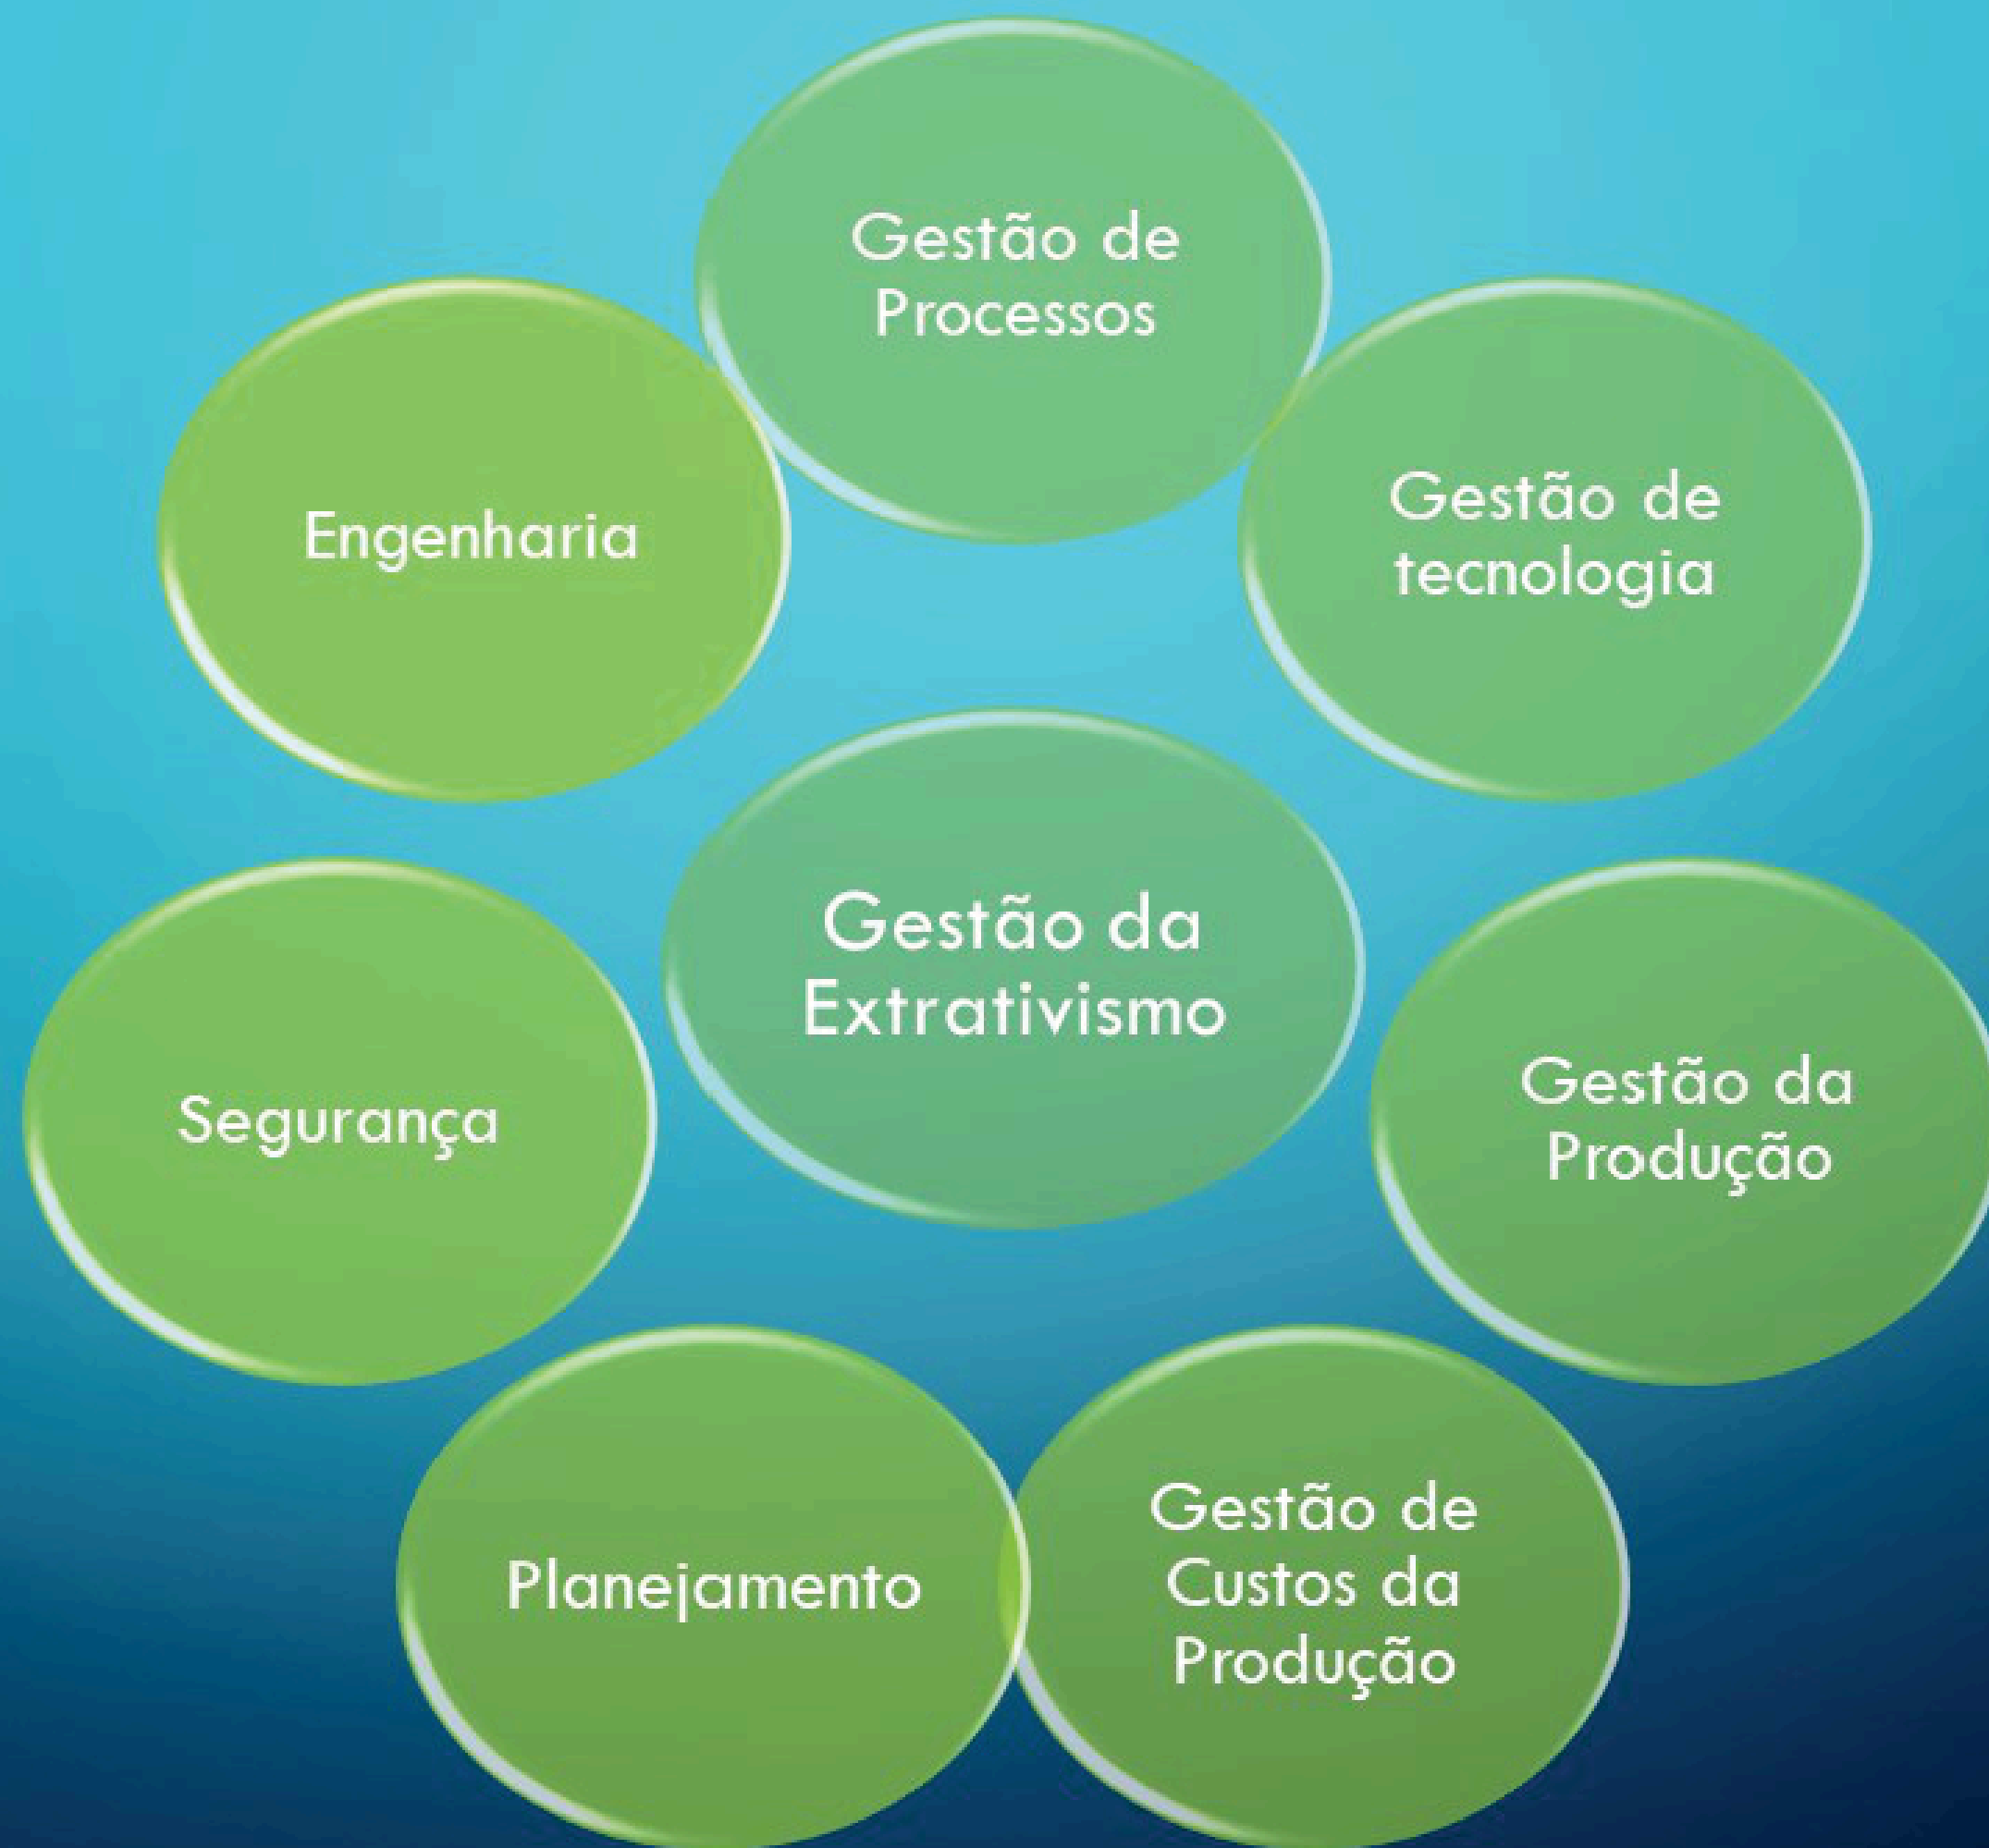 Gestão de
Processos
Engenharia
Gestão de
tecnologia
Gestão da
Extrativismo
Segurança
Gestão da
Produção
Planejamento
Gestão de
Custos da
Produção